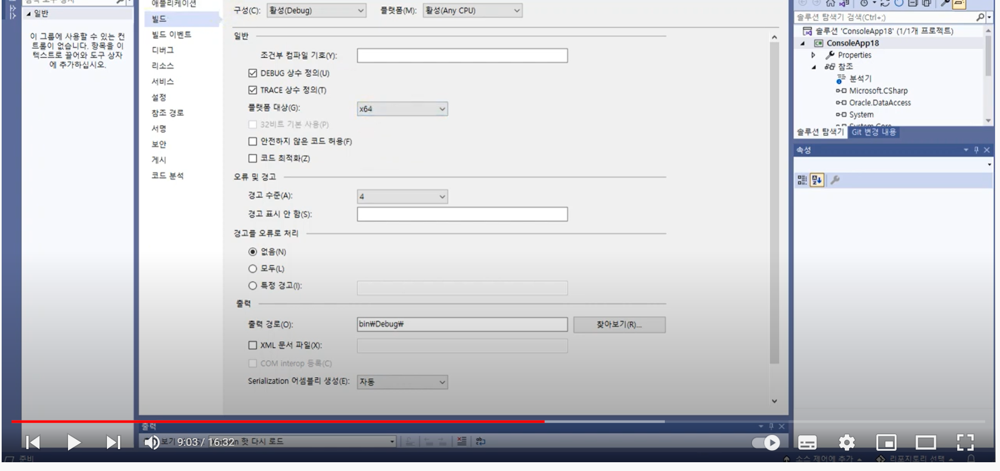 애플리케이션
빌드
빌드 이벤트
디버그
리소스
서비스
설정
참조 경로
서명
보안
게시
코드 분석
일반
이 그룹에 사용할 수 있는 컨
트롤이 없습니다. 항목을 이
텍스트로 끌어와 도구 상자
에 추가하십시오.
구성(C): 활성(Debug) 플랫폼(M): 활성(Any CPU)
일반
조건부 컴파일 기호(Y):
DEBUG 상수 정의(U)
TRACE 상수 정의(T)
플랫폼 대상(G): x64
32비트 기본 사용(P)
안전하지 않은 코드 허용(F)
코드 최적화(Z)
오류 및 경고
경고 수준(A): 4
경고 표시 안 함(S):
경고를 오류로 처리
없음(N)
모두(L)
특정 경고(I):
출력
출력 경로(O): bin₩Debug₩ 찾아보기(R)...
XML 문서 파일(X):
COM interop 등록(C)
Serialization 어셈블리 생성(E): 자동
솔루션 탐색기 검색(Ctrl+;)
솔루션 'ConsoleApp18' (1/1개 프로젝트)
ConsoleApp18
Properties
참조
분석기
Microsoft.CSharp
Oracle.DataAccess
System
System.Core
솔루션 탐색기 Git 변경 내용
속성
출력
9:03 / 16:32
핫 다시 로드
준비
소스 제어에 추가 리포지토리 선택